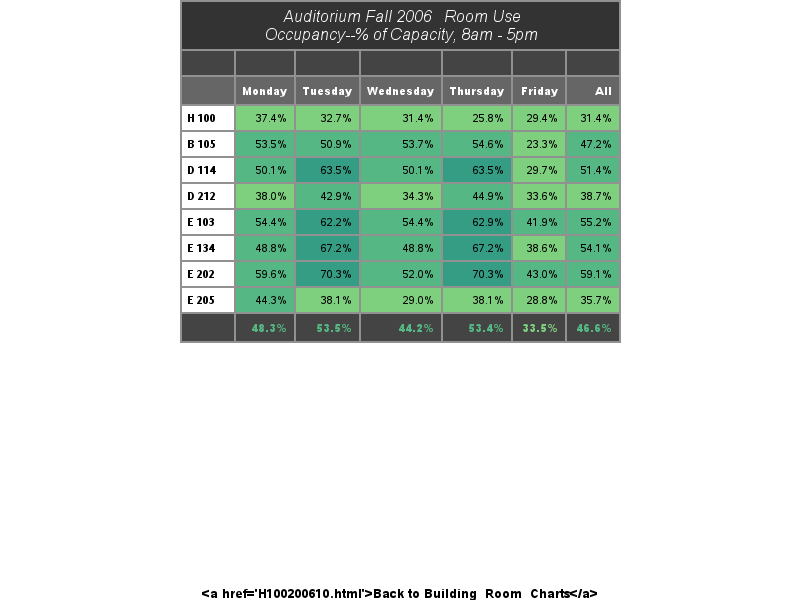 Auditorium Fall 2006 Room Use
Occupancy--% of Capacity, 8am - 5pm
Monday Tuesday Wednesday Thursday Friday All
H 100 37.4% 32.7% 31.4% 25.8% 29.4% 31.4%
B 105 53.5% 50.9% 53.7% 54.6% 23.3% 47.2%
D 114 50.1% 63.5% 50.1% 63.5% 29.7% 51.4%
D 212 38.0% 42.9% 34.3% 44.9% 33.6% 38.7%
E 103 54.4% 62.2% 54.4% 62.9% 41.9% 55.2%
E 134 48.8% 67.2% 48.8% 67.2% 38.6% 54.1%
E 202 59.6% 70.3% 52.0% 70.3% 43.0% 59.1%
E 205 44.3% 38.1% 29.0% 38.1% 28.8% 35.7%
48.3% 53.5% 44.2% 53.4% 33.5% 46.6%
<a href='H100200610.html'>Back to Building Room Charts</a>